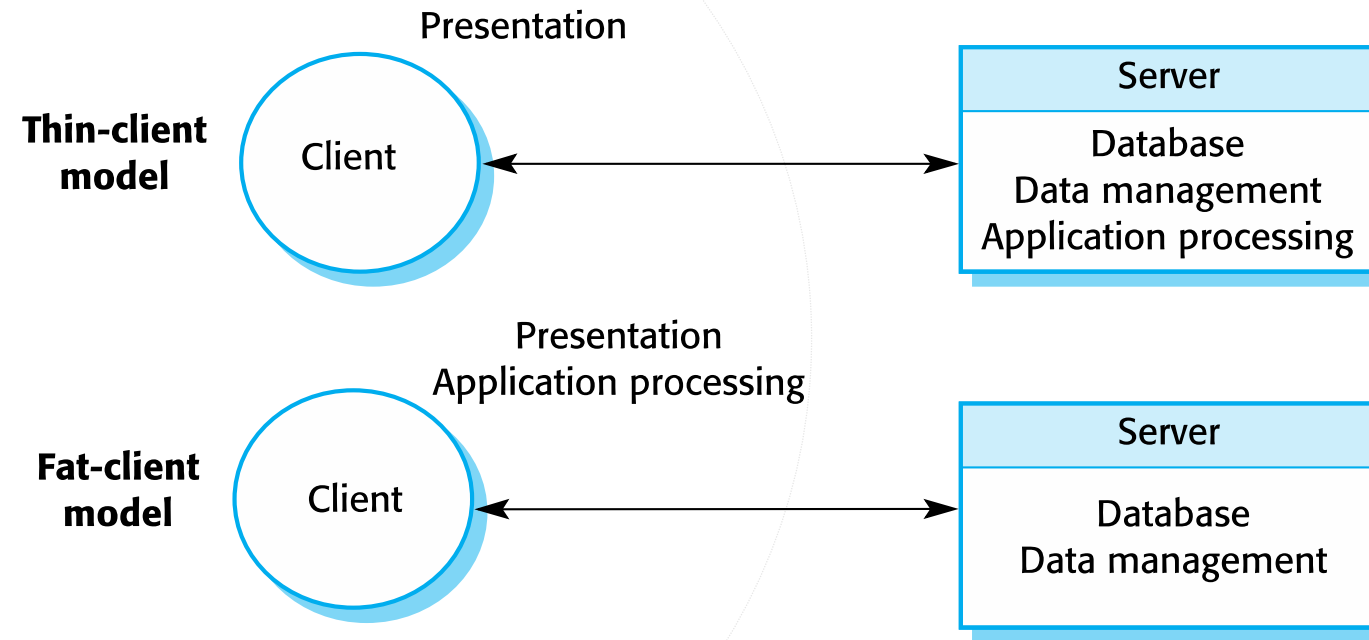 Presentation
Thin-client
model
Client
Server
Database
Data management
Application processing
Presentation
Application processing
Fat-client
model
Client
Server
Database
Data management